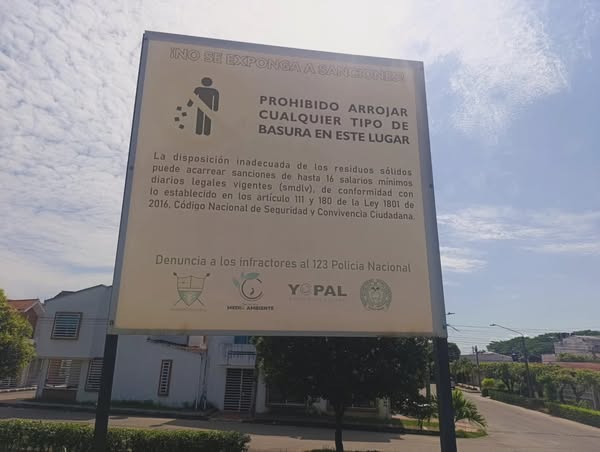 ¡NO SE EXPONGA A SANCIONES!
PROHIBIDO ARROJAR
CUALQUIER TIPO DE
BASURA EN ESTE LUGAR
La disposición inadecuada de los residuos sólidos
puede acarrear sanciones de hasta 16 salarios mínimos
diarios legales vigentes (smdlv), de conformidad con
lo establecido en los artículo 111 y 180 de la Ley 1801 de
2016, Código Nacional de Seguridad y Convivencia Ciudadana.
Denuncia a los infractores al 123 Policía Nacional
MEDIO AMBIENTE
YOPAL